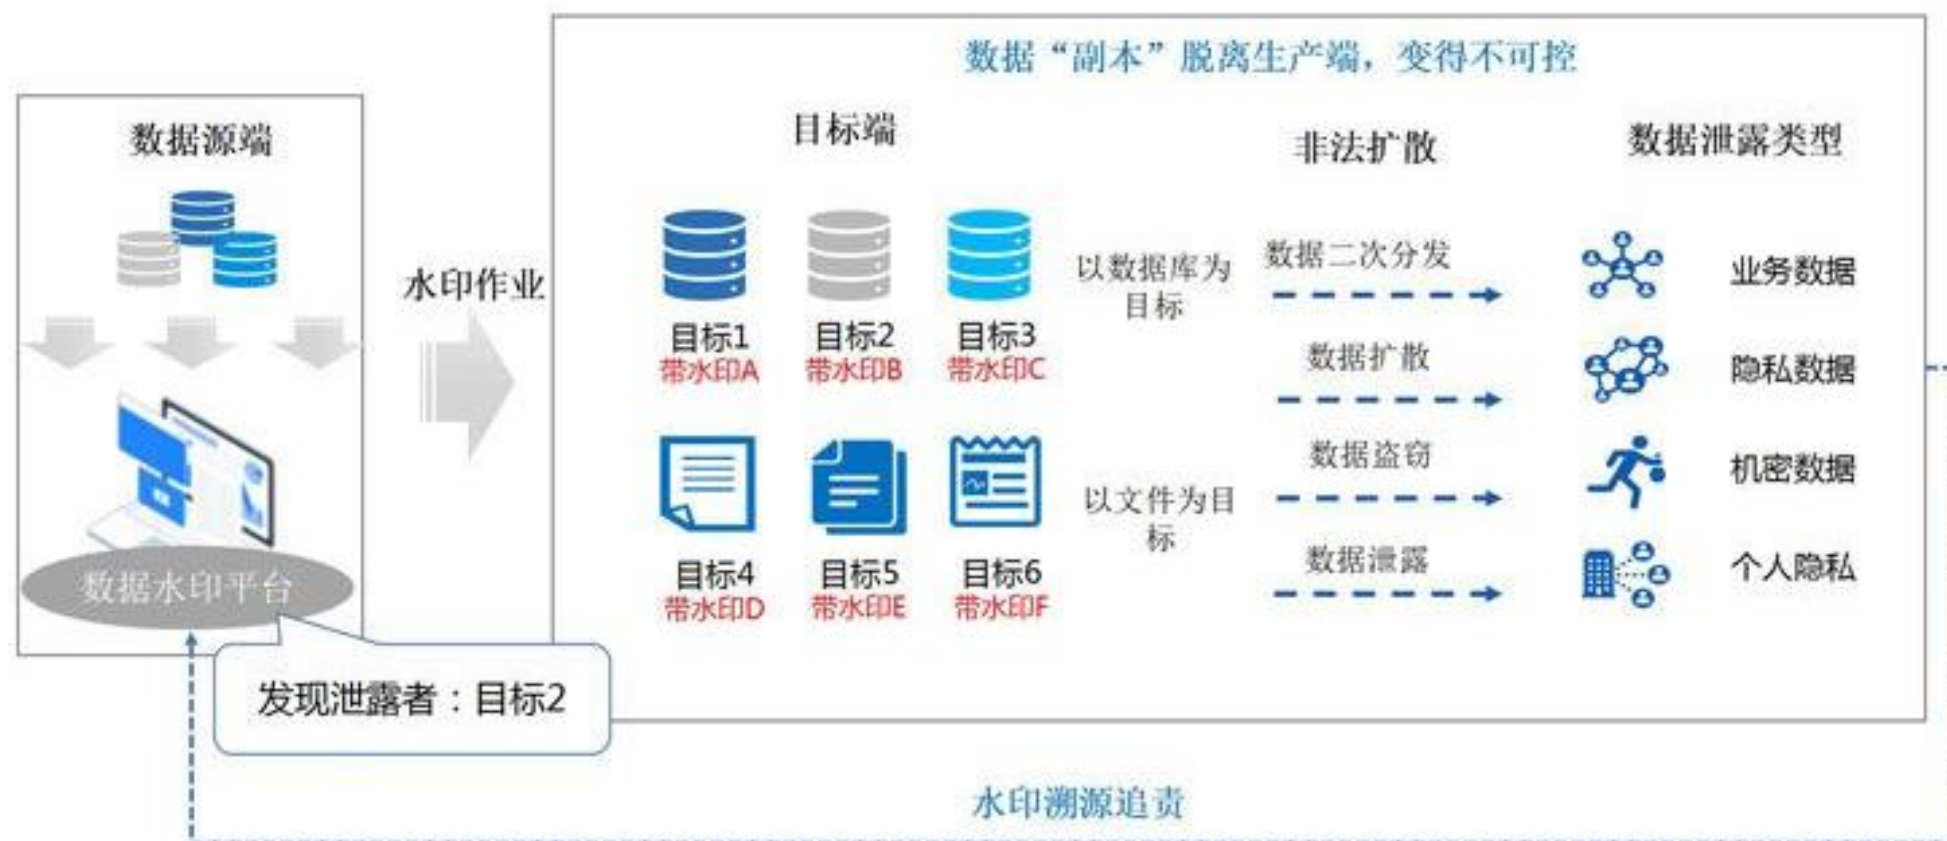 数据“副本”脱离生产端，变得不可控
数据源端
目标端
非法扩散
数据泄露类型
水印作业
目标1
带水印A
目标2
带水印B
目标3
带水印C
以数据库为
目标
目标4
带水印D
目标5
带水印E
目标6
带水印F
以文件为目
标
数据二次分发
数据扩散
数据盗窃
数据泄露
业务数据
隐私数据
机密数据
个人隐私
数据水印平台
发现泄露者：目标2
水印溯源追责